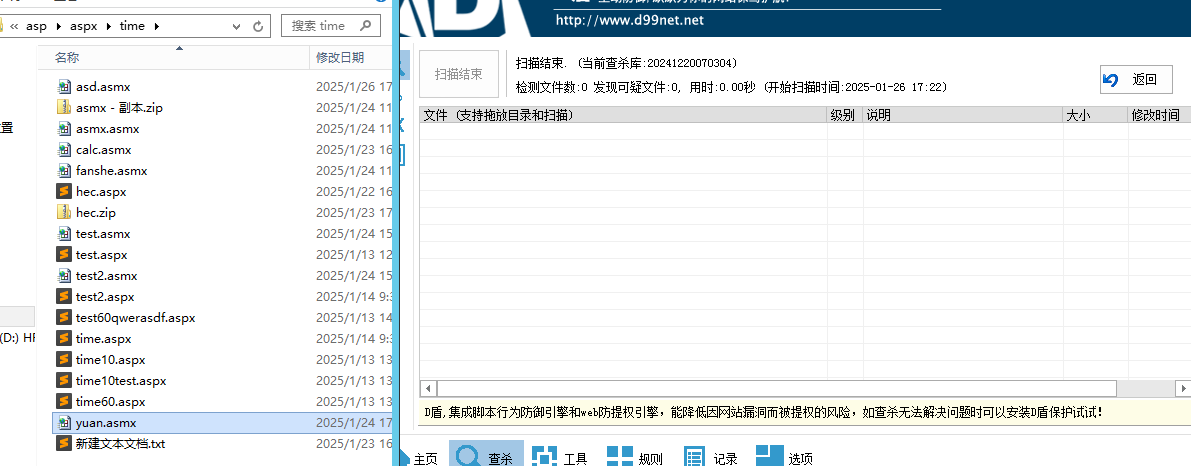 http://www.d99net.net
asp
aspx
time
搜索 time
名称
修改日期
asd.asmx 2025/1/26 17
asmx - 副本.zip 2025/1/24 11
asmx.asmx 2025/1/24 11
calc.asmx 2025/1/23 16
fanshe.asmx 2025/1/24 11
hec.aspx 2025/1/22 16
hec.zip 2025/1/23 17
test.asmx 2025/1/24 15
test.aspx 2025/1/13 12
test2.asmx 2025/1/24 15
test2.aspx 2025/1/14 9:3
test60qwerasdf.aspx 2025/1/13 14
time.aspx 2025/1/14 9:3
time10.aspx 2025/1/13 13
time10test.aspx 2025/1/13 13
time60.aspx 2025/1/13 13
yuan.asmx 2025/1/24 17
新建文本文档.txt 2025/1/23 16
置
(D:) HF
扫描结束
扫描结束. (当前查杀库:20241220070304)
检测文件数:0 发现可疑文件:0, 用时:0.00秒 (开始扫描时间:2025-01-26 17:22)
返回
文件 (支持拖放目录和扫描) 级别 说明 大小 修改时间
D盾,集成脚本行为防御引擎和web防提权引擎，能降低因网站漏洞而被提权的风险，如查杀无法解决问题时可以安装D盾保护试试！
主页 查杀 工具 规则 记录 选项